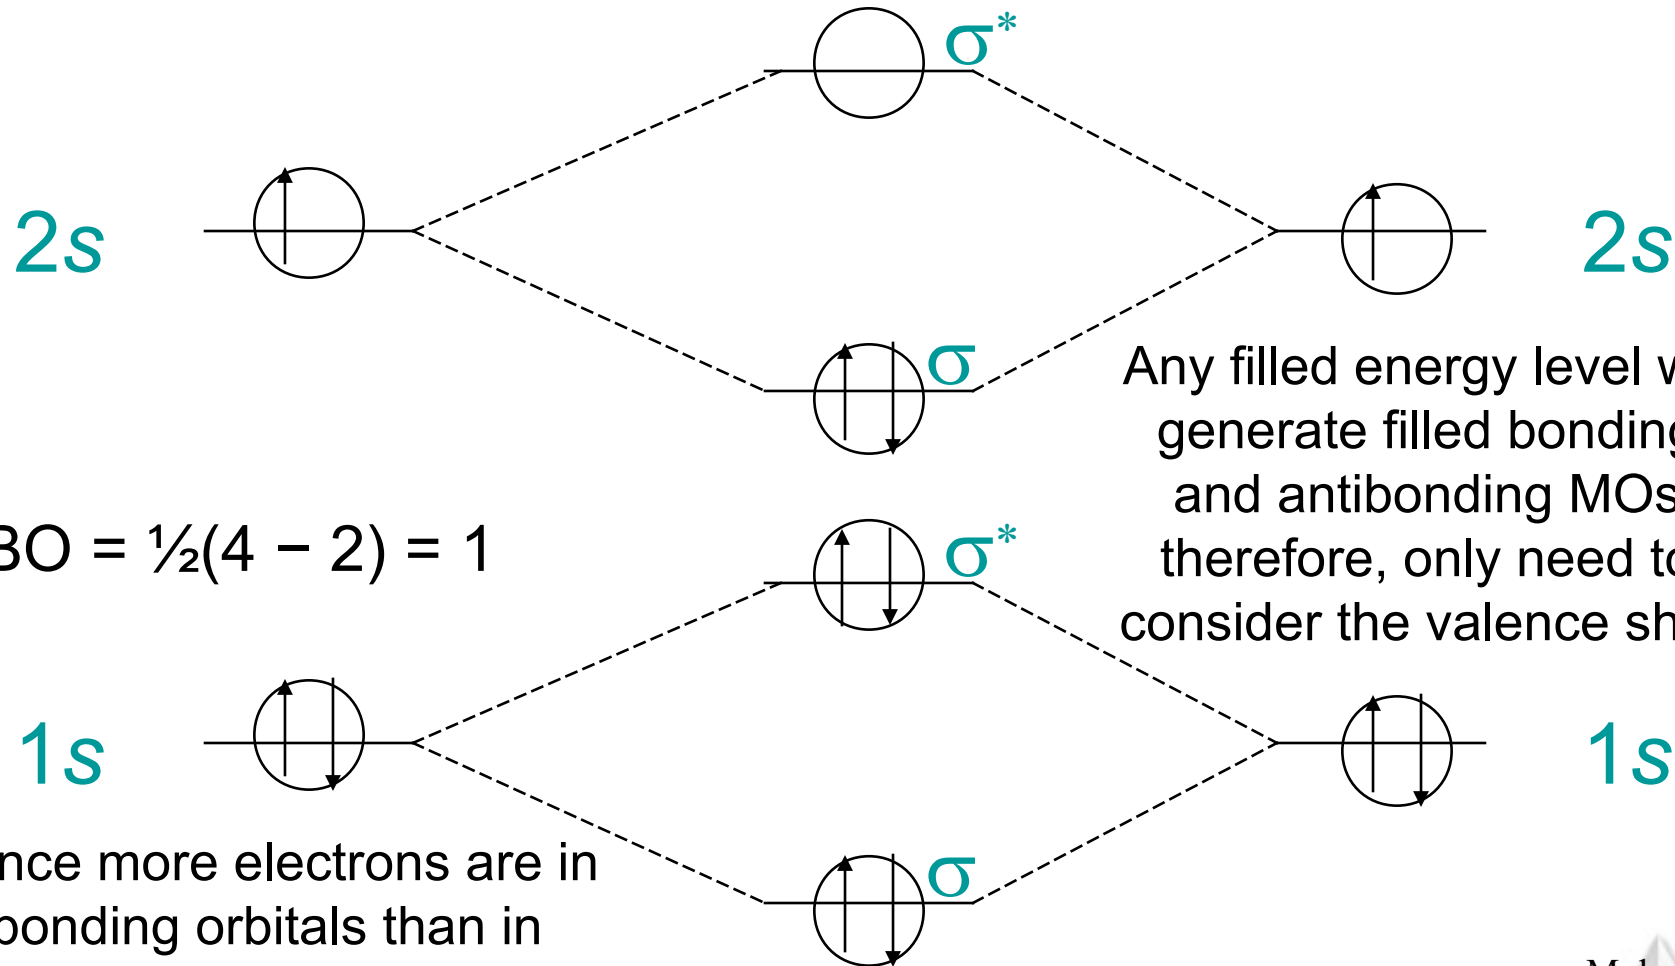 σ*
2s
2s
σ
Any filled energy level w
generate filled bonding
and antibonding MOs
therefore, only need to
consider the valence sh
BO = ½(4 − 2) = 1
σ*
1s
1s
nce more electrons are in
bonding orbitals than in
σ